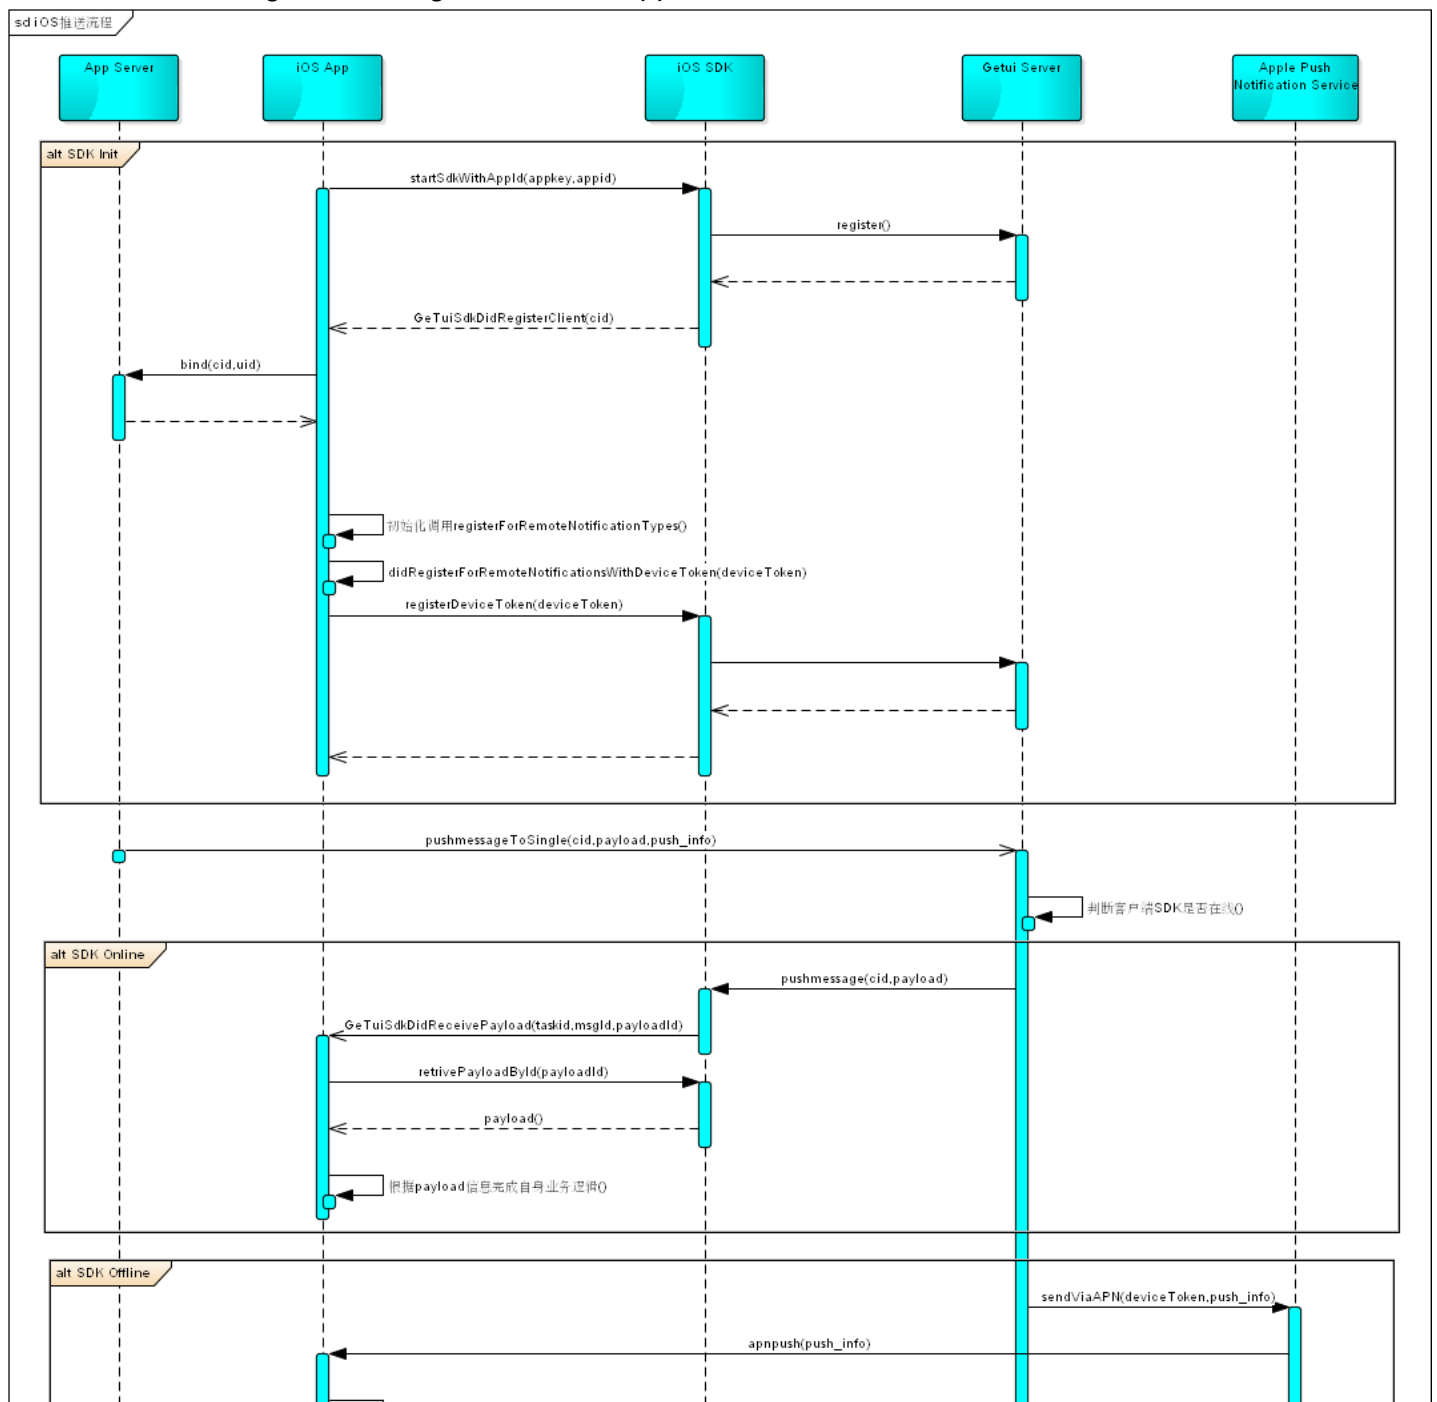 sd iOS推送流程
App Server
iOS App
iOS SDK
Getui Server
Apple Push
Notification Service
alt SDK Init
startSdkWithAppId(appkey,appid)
register()
GeTuiSdkDidRegisterClient(cid)
bind(cid,uid)
初始化调用registerForRemoteNotificationTypes()
didRegisterForRemoteNotificationsWithDeviceToken(deviceToken)
registerDeviceToken(deviceToken)
pushmessageToSingle(cid,payload,push_info)
判断客户端SDK是否在线()
alt SDK Online
pushmessage(cid,payload)
GeTuiSdkDidReceivePayload(taskid,msgId,payloadId)
retrivePayloadById(payloadId)
payload()
根据payload信息完成自身业务逻辑()
alt SDK Offline
sendViaAPN(deviceToken,push_info)
apnpush(push_info)